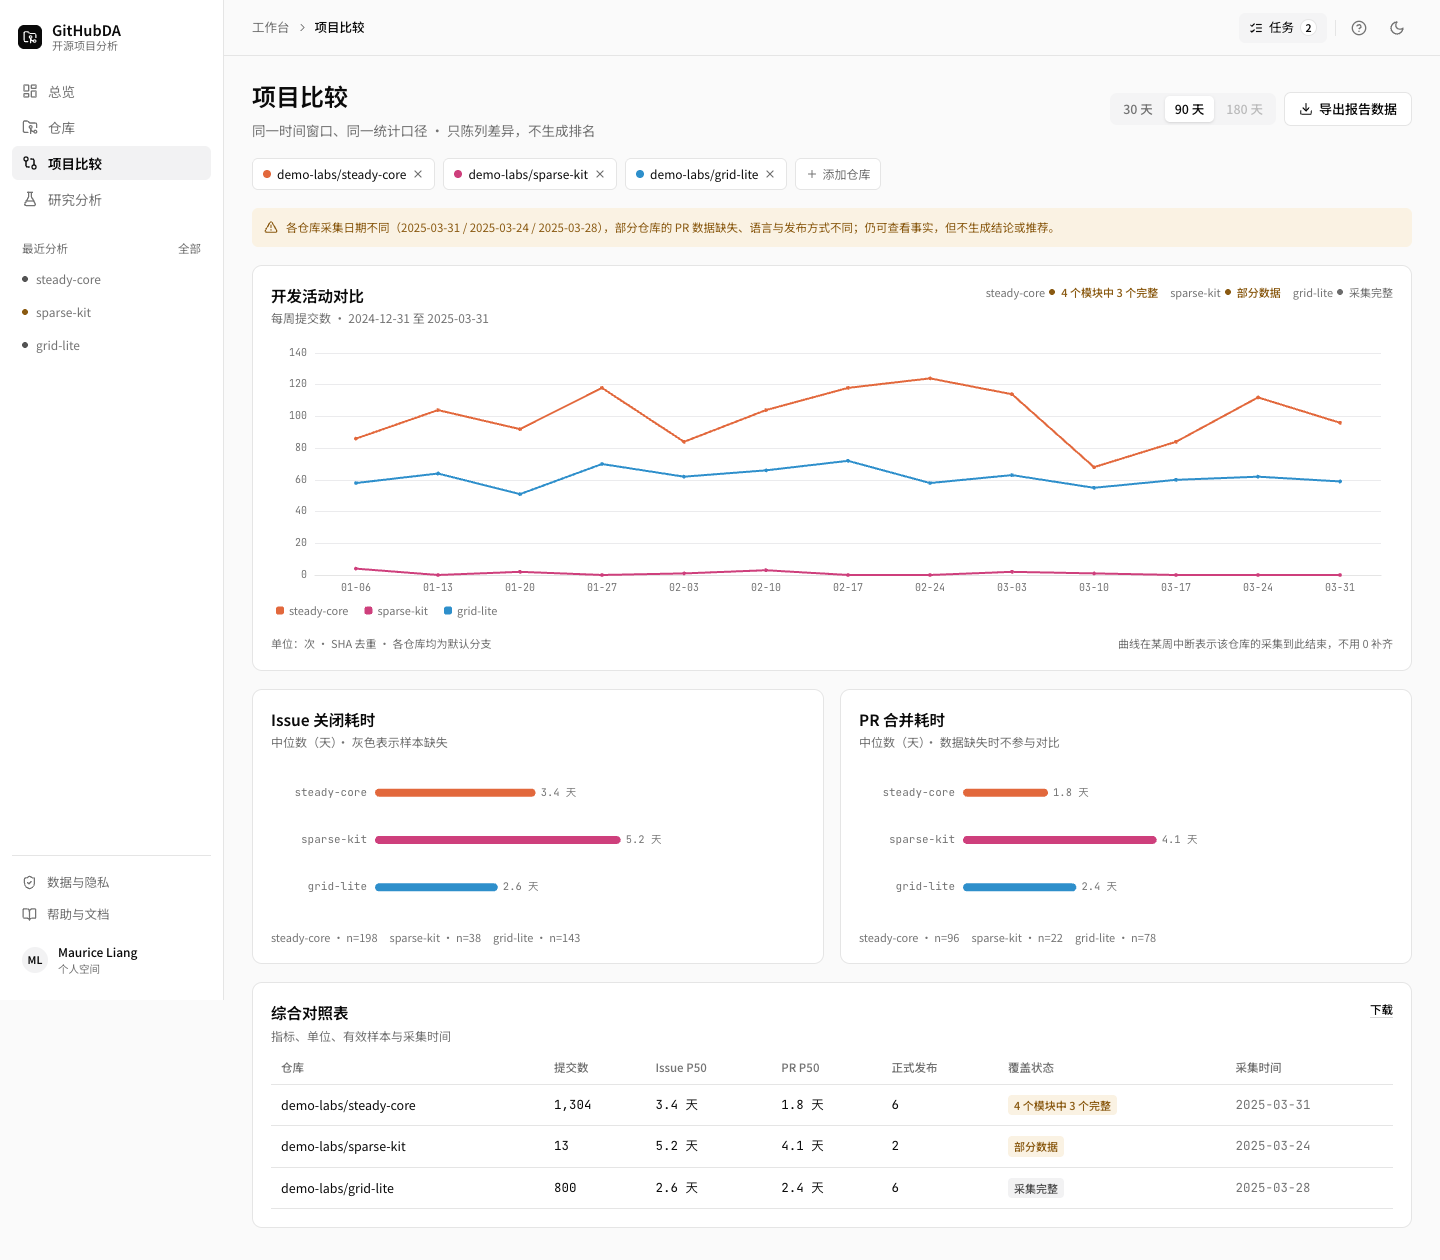 GitHubDA
开源项目分析
总览
仓库
项目比较
研究分析
最近分析 全部
steady-core
sparse-kit
grid-lite
数据与隐私
帮助与文档
ML
Maurice Liang
个人空间
工作台 > 项目比较
任务 2
项目比较
同一时间窗口、同一统计口径 · 只陈列差异，不生成排名
30 天 90 天 180 天
导出报告数据
demo-labs/steady-core ×
demo-labs/sparse-kit ×
demo-labs/grid-lite ×
+ 添加仓库
各仓库采集日期不同（2025-03-31 / 2025-03-24 / 2025-03-28），部分仓库的 PR 数据缺失、语言与发布方式不同；仍可查看事实，但不生成结论或推荐。
开发活动对比
每周提交数 · 2024-12-31 至 2025-03-31
steady-core 4 个模块中 3 个完整 sparse-kit 部分数据 grid-lite 采集完整
140
120
100
80
60
40
20
0
01-06 01-13 01-20 01-27 02-03 02-10 02-17 02-24 03-03 03-10 03-17 03-24 03-31
steady-core sparse-kit grid-lite
单位：次 · SHA 去重 · 各仓库均为默认分支
曲线在某周中断表示该仓库的采集到此结束，不用 0 补齐
Issue 关闭耗时
中位数（天）· 灰色表示样本缺失
steady-core 3.4 天
sparse-kit 5.2 天
grid-lite 2.6 天
steady-core · n=198 sparse-kit · n=38 grid-lite · n=143
PR 合并耗时
中位数（天）· 数据缺失时不参与对比
steady-core 1.8 天
sparse-kit 4.1 天
grid-lite 2.4 天
steady-core · n=96 sparse-kit · n=22 grid-lite · n=78
综合对照表
指标、单位、有效样本与采集时间
下载
仓库 提交数 Issue P50 PR P50 正式发布 覆盖状态 采集时间
demo-labs/steady-core 1,304 3.4 天 1.8 天 6 4 个模块中 3 个完整 2025-03-31
demo-labs/sparse-kit 13 5.2 天 4.1 天 2 部分数据 2025-03-24
demo-labs/grid-lite 800 2.6 天 2.4 天 6 采集完整 2025-03-28